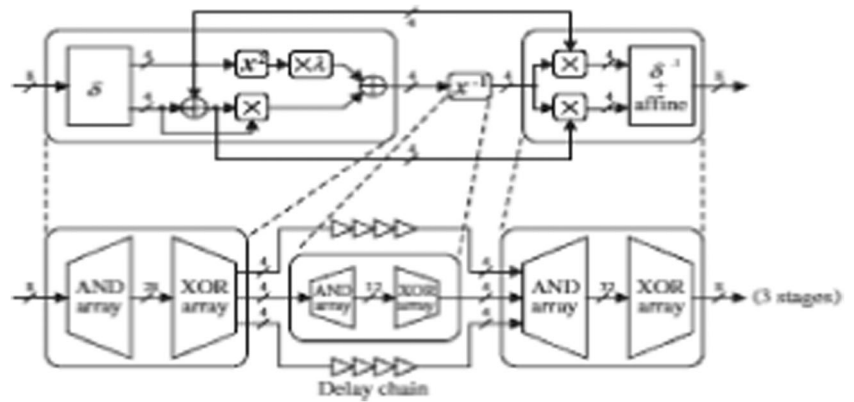 4
8 δ 4 x² ×λ 4 x⁻¹ 4 × 4 δ⁻¹ + affine 8
4 × × 4
4
4 4
8 AND array 28 XOR array 4 AND array 12 XOR array 4 AND array 32 XOR array 8 (3 stages)
4 4
Delay chain